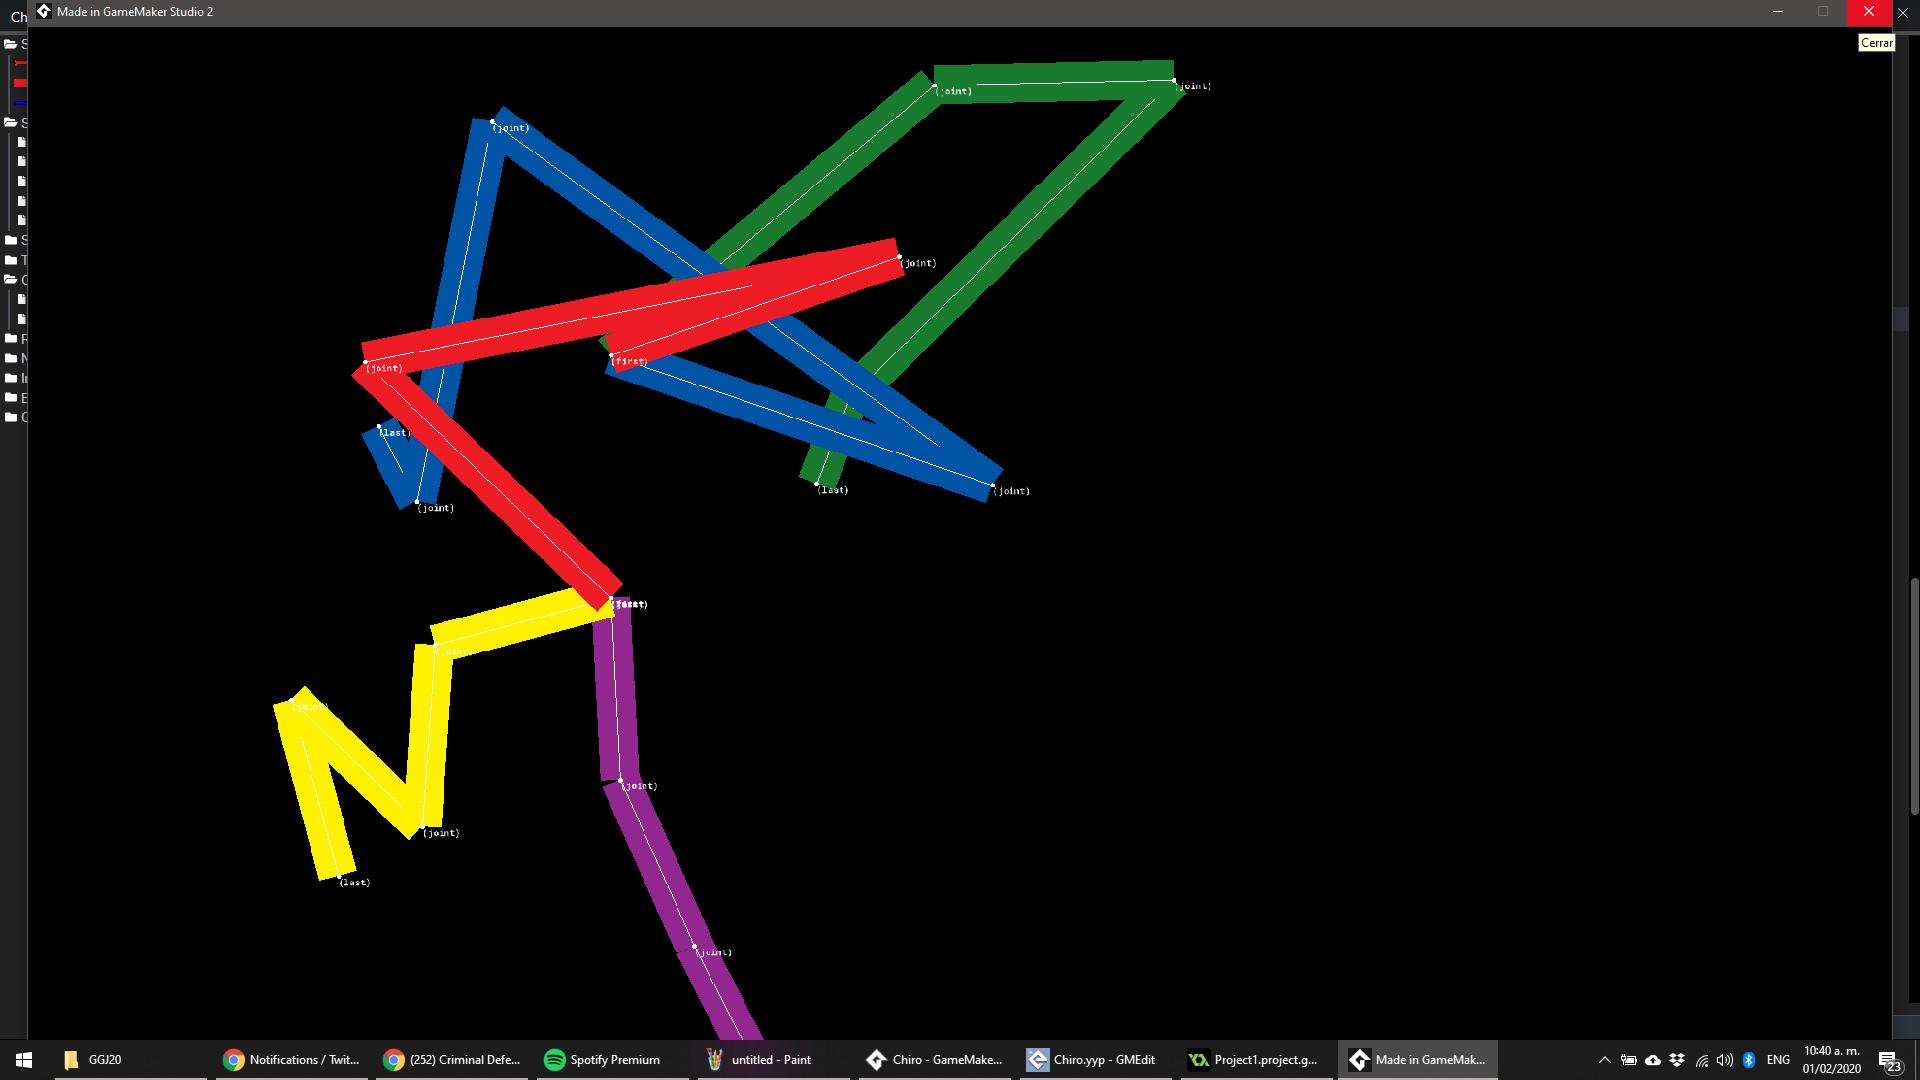 Ch
Made in GameMaker Studio 2
Cerrar
(joint)
(joint)
(joint)
(joint)
(first)
(joint)
(last)
(last)
(joint)
(joint)
(joint)
(joint)
(joint)
(joint)
(last)
(joint)
GGJ20
Notifications / Twit...
(252) Criminal Defe...
Spotify Premium
untitled - Paint
Chiro - GameMake...
Chiro.yyp - GMEdit
Project1.project.g...
Made in GameMak...
ENG
10:40 a. m.
01/02/2020
23